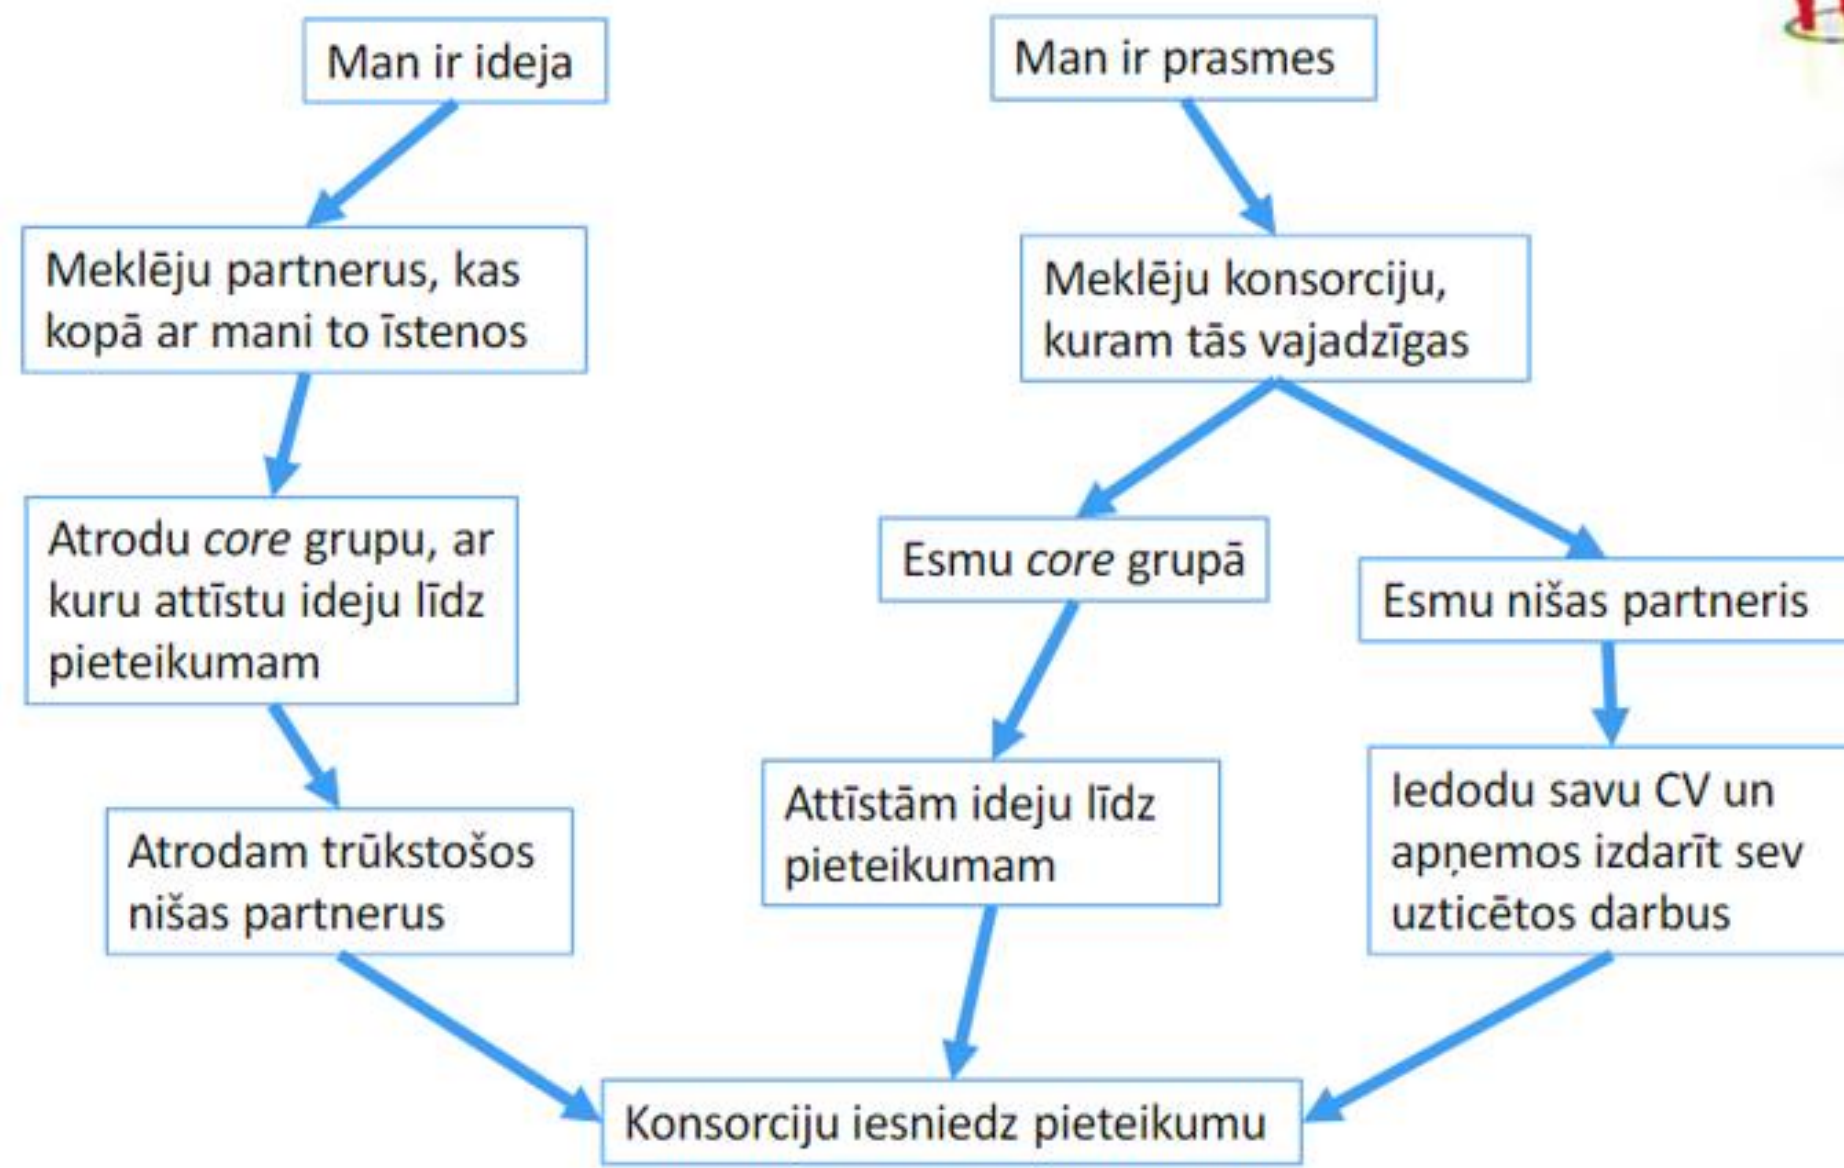 Man ir ideja
Man ir prasmes
Meklēju partnerus, kas
kopā ar mani to īstenos
Meklēju konsorciju,
kuram tās vajadzīgas
Atrodu core grupu, ar
kuru attīstu ideju līdz
pieteikumam
Esmu core grupā
Esmu nišas partneris
Atrodam trūkstošos
nišas partnerus
Attīstām ideju līdz
pieteikumam
Iedodu savu CV un
apņemos izdarīt sev
uzticētos darbus
Konsorciju iesniedz pieteikumu